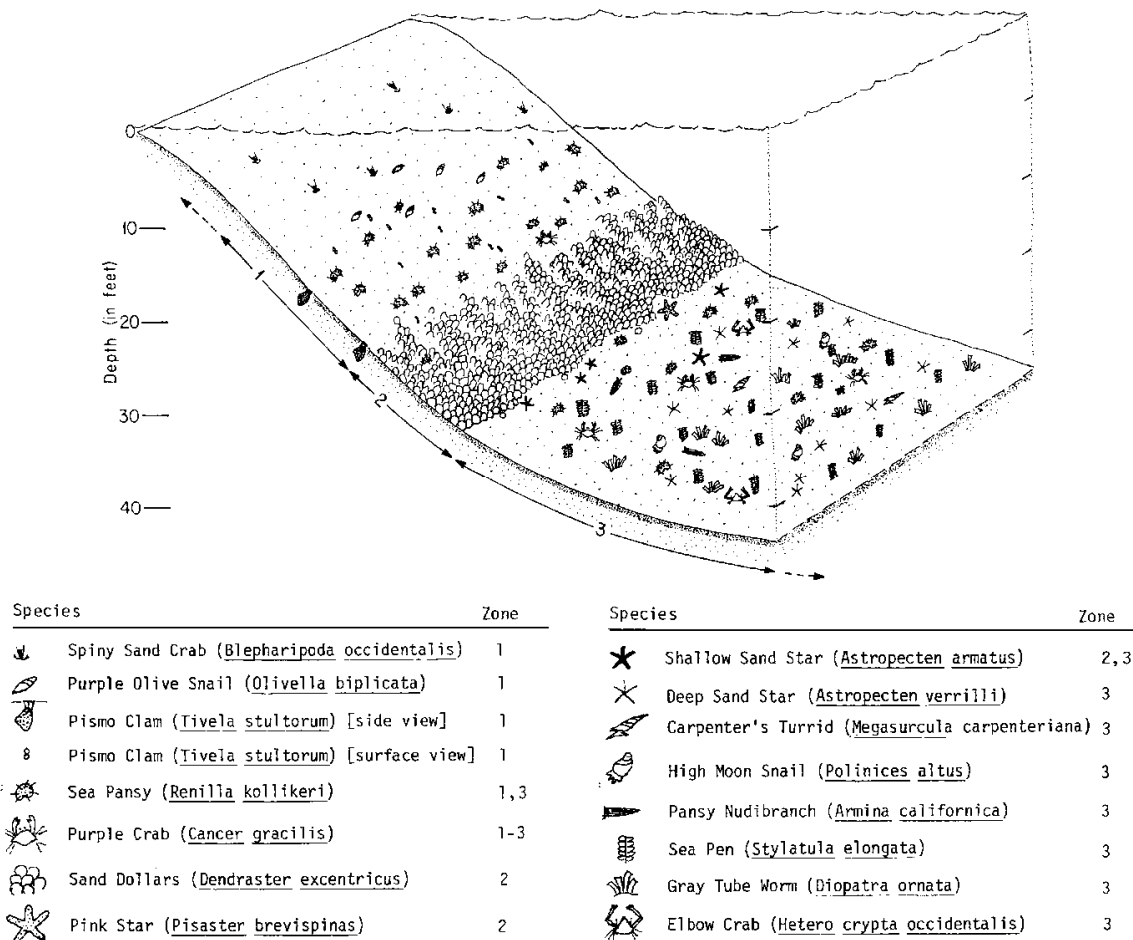 0
10
20
30
40
Depth (in feet)
1
2
3
Species Zone
Spiny Sand Crab (Blepharipoda occidentalis) 1
Purple Olive Snail (Olivella biplicata) 1
Pismo Clam (Tivela stultorum) [side view] 1
Pismo Clam (Tivela stultorum) [surface view] 1
Sea Pansy (Renilla kollikeri) 1,3
Purple Crab (Cancer gracilis) 1-3
Sand Dollars (Dendraster excentricus) 2
Pink Star (Pisaster brevispinas) 2
Species Zone
Shallow Sand Star (Astropecten armatus) 2,3
Deep Sand Star (Astropecten verrilli) 3
Carpenter's Turrid (Megasurcula carpenteriana) 3
High Moon Snail (Polinices altus) 3
Pansy Nudibranch (Armina californica) 3
Sea Pen (Stylatula elongata) 3
Gray Tube Worm (Diopatra ornata) 3
Elbow Crab (Hetero crypta occidentalis) 3